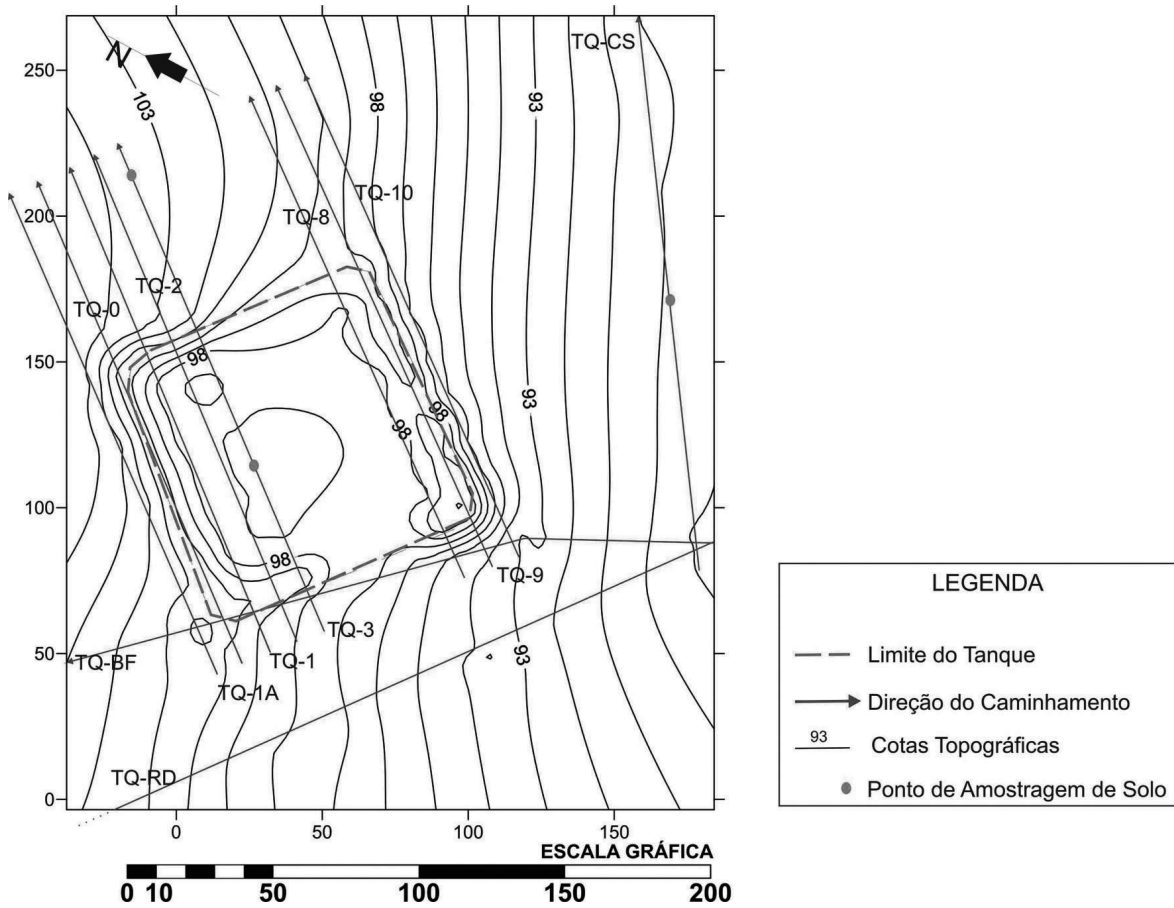 TQ-CS
250
N
103
98
93
TQ-10
200
TQ-8
TQ-2
TQ-0
150
98
93
98
98
100
98
TQ-9
TQ-3
TQ-1
50
TQ-BF
93
TQ-1A
TQ-RD
0
0
50
100
150
ESCALA GRÁFICA
0 10 50 100 150 200
LEGENDA
Limite do Tanque
Direção do Caminhamento
93 Cotas Topográficas
Ponto de Amostragem de Solo